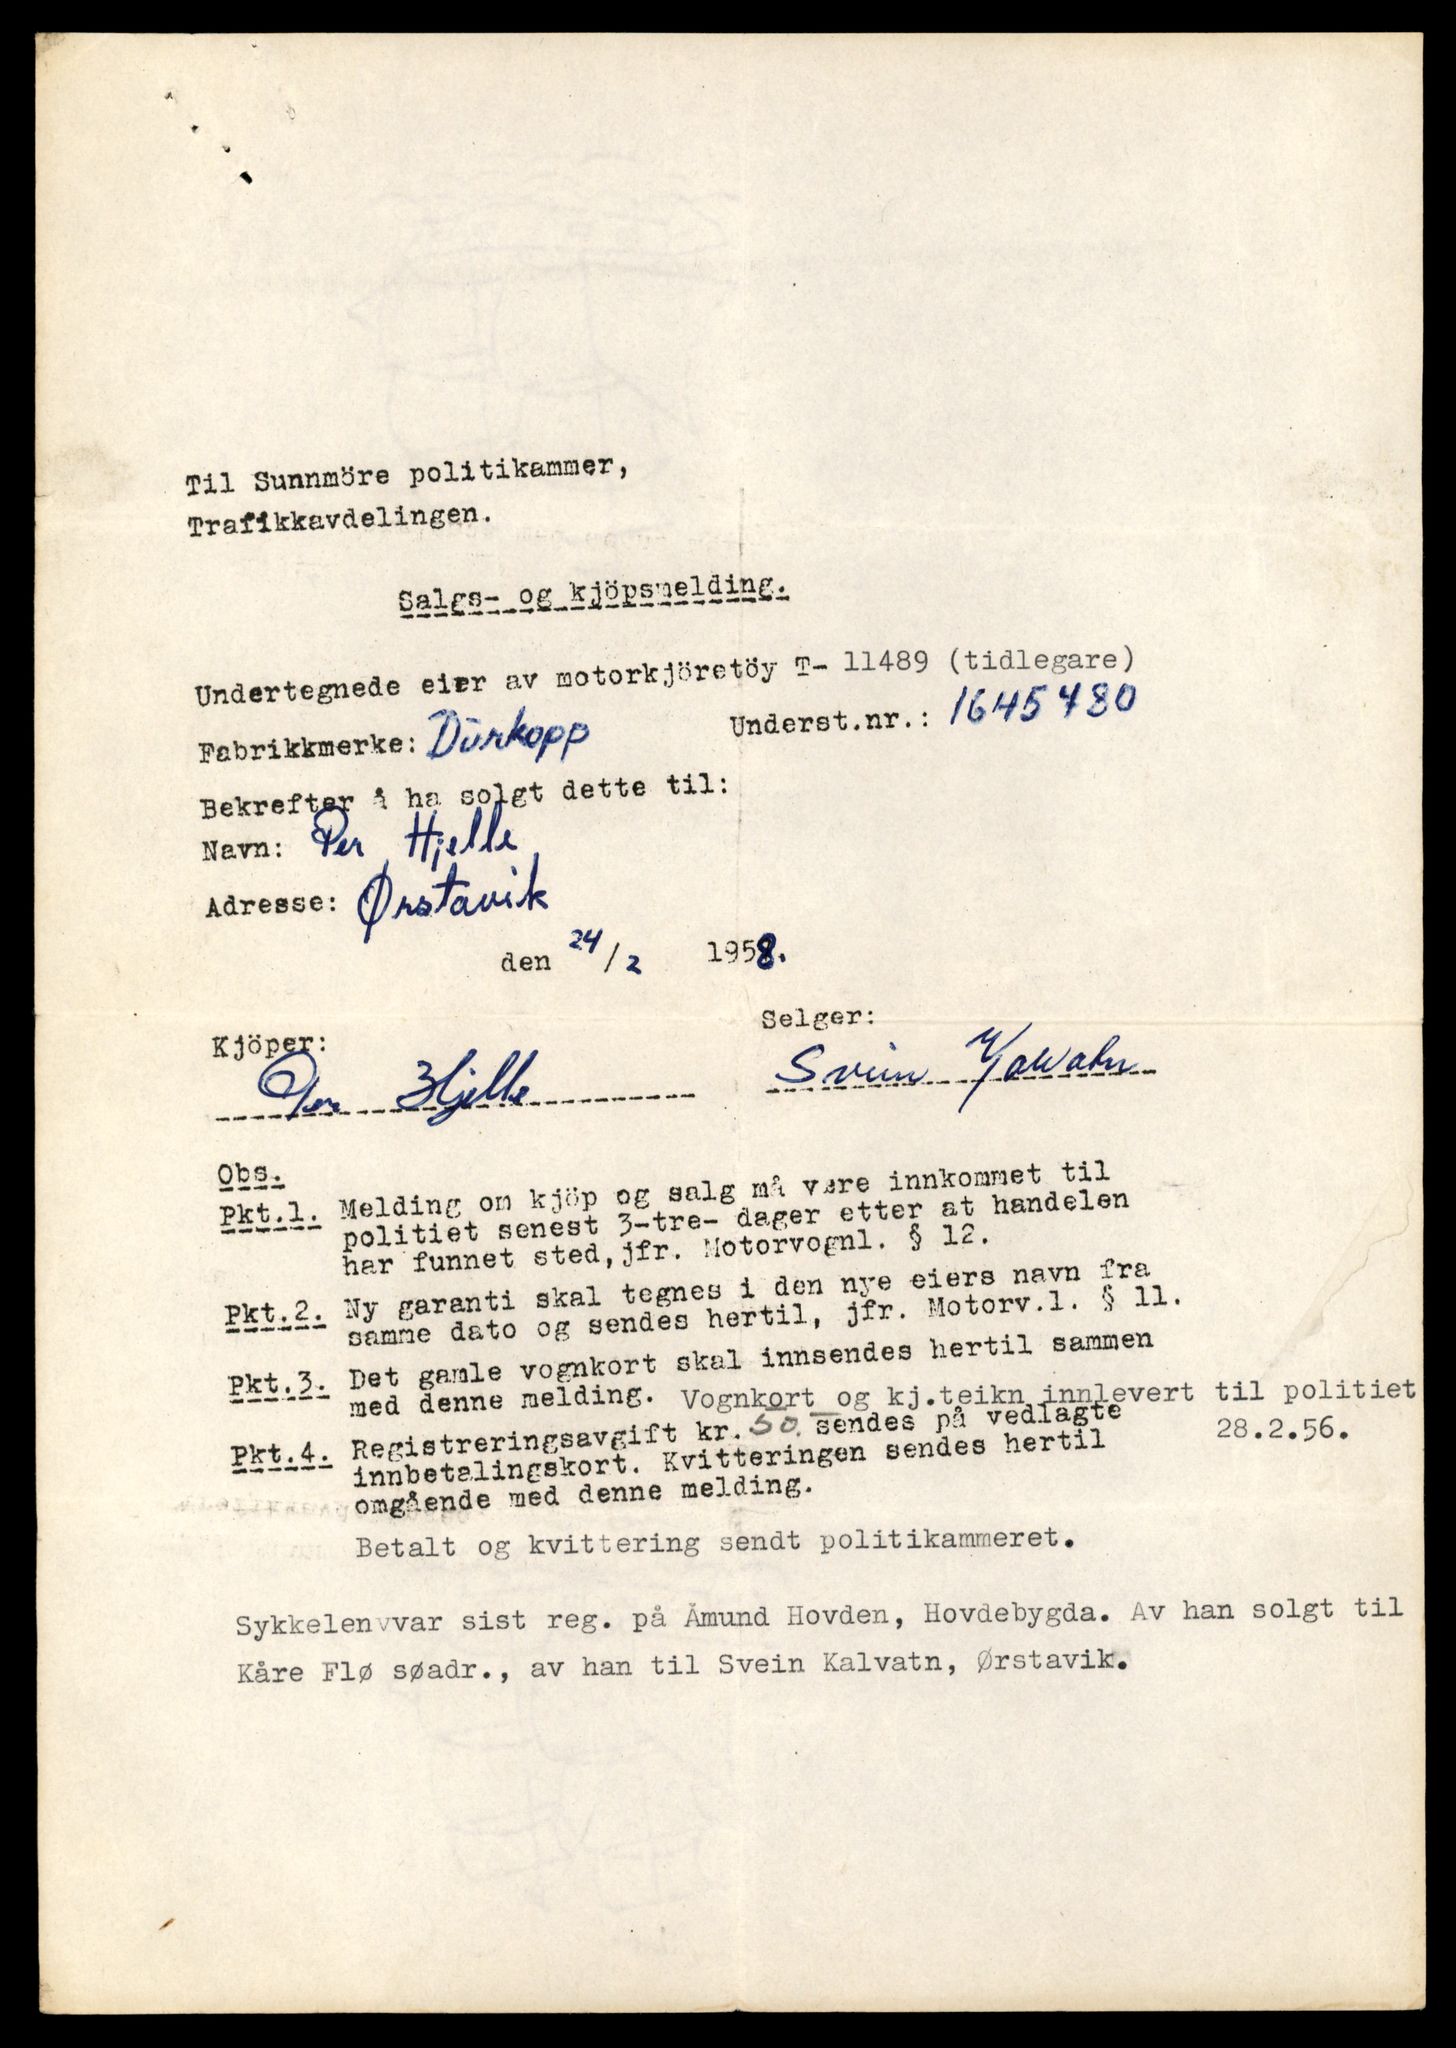 Til Sunnmöre politikammer,
Trafikkavdelingen.
Salgs- og kjöpsmelding.
Undertegnede eier av motorkjöretöy T- 11489 (tidlegare)
Fabrikkmerke: Dürkopp Underst.nr.: 1645480
Bekrefter å ha solgt dette til:
Navn: Per Hjelle
Adresse: Ørstavik
den 24/2 1958.
Kjöper: Selger:
Per Hjelle Svein Kalvatn
Obs.
Pkt.1. Melding om kjöp og salg må være innkommet til
politiet senest 3-tre- dager etter at handelen
har funnet sted, jfr. Motorvognl. § 12.
Pkt.2. Ny garanti skal tegnes i den nye eiers navn fra
samme dato og sendes hertil, jfr. Motorv.l. § 11.
Pkt.3. Det gamle vognkort skal innsendes hertil sammen
med denne melding. Vognkort og kj.teikn innlevert til politiet
28.2.56.
Pkt.4. Registreringsavgift kr. 50. sendes på vedlagte
innbetalingskort. Kvitteringen sendes hertil
omgående med denne melding.
Betalt og kvittering sendt politikammeret.
Sykkelenvvar sist reg. på Åmund Hovden, Hovdebygda. Av han solgt til
Kåre Flø søadr., av han til Svein Kalvatn, Ørstavik.